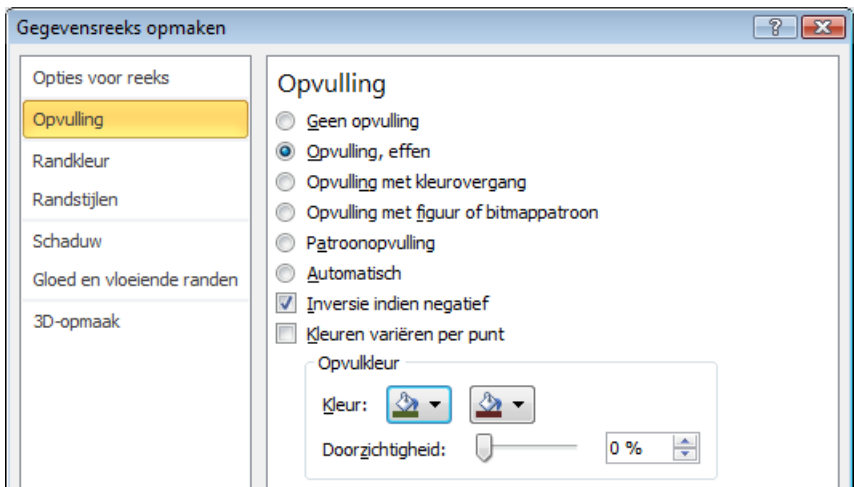 Gegevensreeks opmaken
Opties voor reeks
Opvulling
Randkleur
Randstijlen
Schaduw
Gloed en vloeiende randen
3D-opmaak
Opvulling
Geen opvulling
Opvulling, effen
Opvulling met kleurovergang
Opvulling met figuur of bitmappatroon
Patroonopvulling
Automatisch
Inversie indien negatief
Kleuren variëren per punt
Opvulkleur
Kleur:
Doorzichtigheid: 0 %